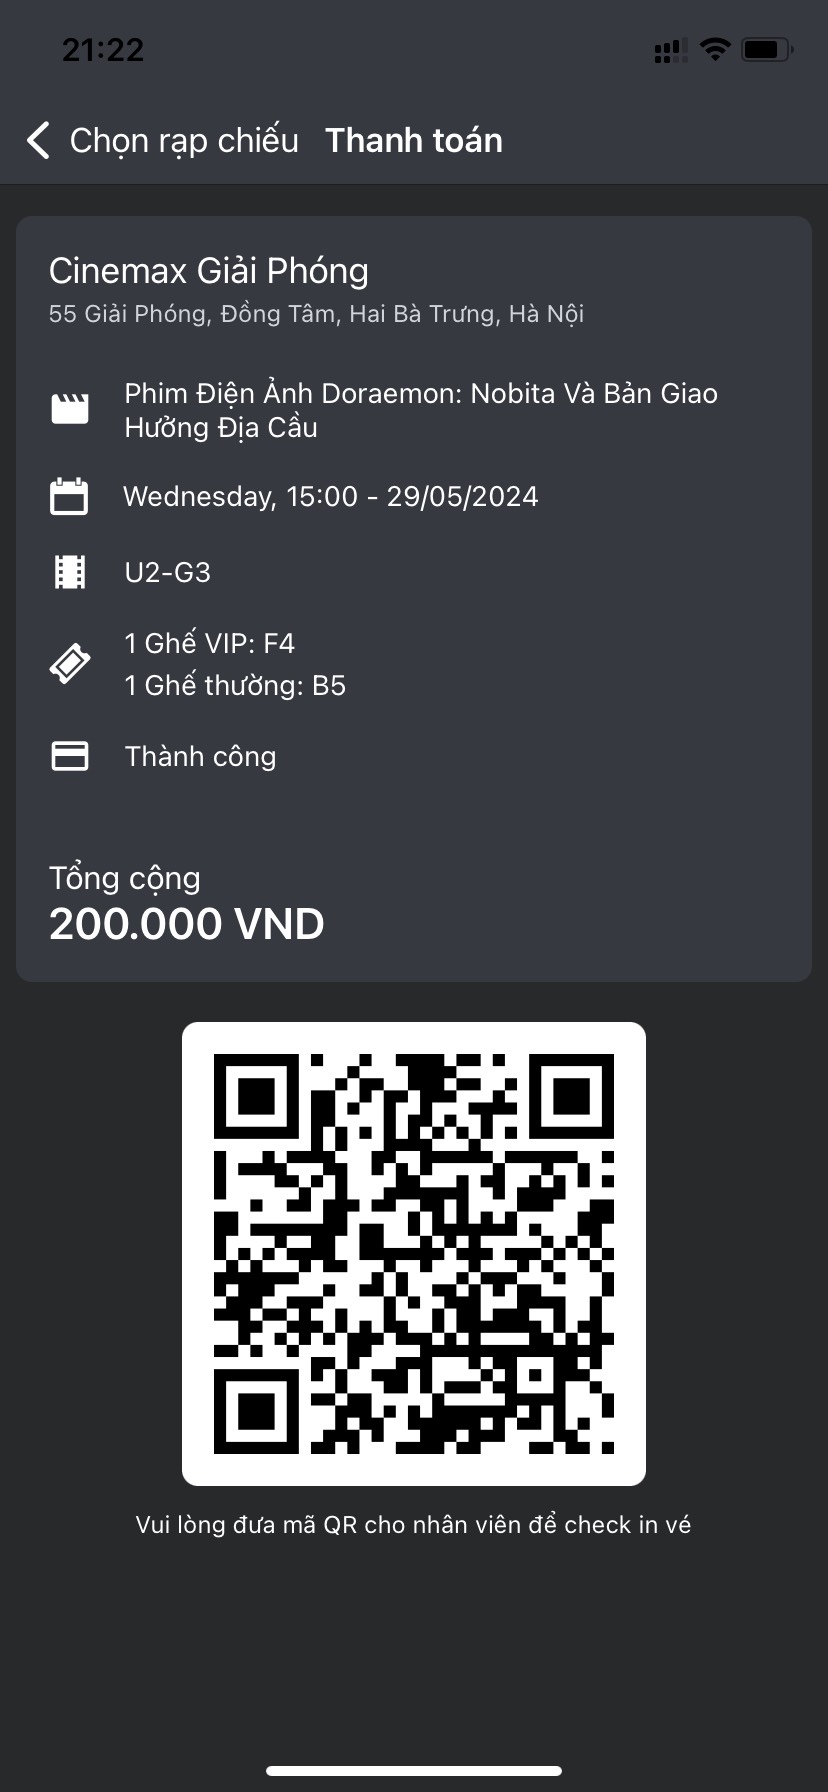 21:22
Chọn rạp chiếu Thanh toán
Cinemax Giải Phóng
55 Giải Phóng, Đồng Tâm, Hai Bà Trưng, Hà Nội
Phim Điện Ảnh Doraemon: Nobita Và Bản Giao
Hưởng Địa Cầu
Wednesday, 15:00 - 29/05/2024
U2-G3
1 Ghế VIP: F4
1 Ghế thường: B5
Thành công
Tổng cộng
200.000 VND
Vui lòng đưa mã QR cho nhân viên để check in vé